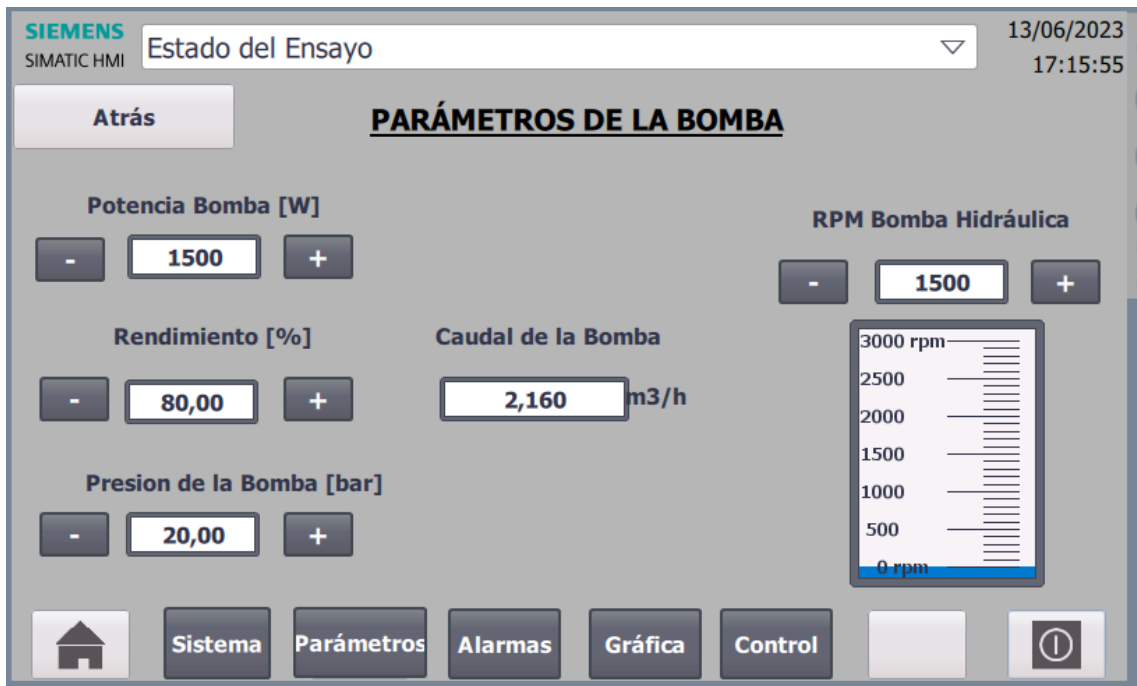 SIEMENS
SIMATIC HMI
Estado del Ensayo
13/06/2023
17:15:55
Atrás
PARÁMETROS DE LA BOMBA
Potencia Bomba [W]
- 1500 +
RPM Bomba Hidráulica
- 1500 +
Rendimiento [%]
- 80,00 +
Caudal de la Bomba
2,160 m3/h
Presion de la Bomba [bar]
- 20,00 +
3000 rpm
2500
2000
1500
1000
500
0 rpm
Sistema
Parámetros
Alarmas
Gráfica
Control